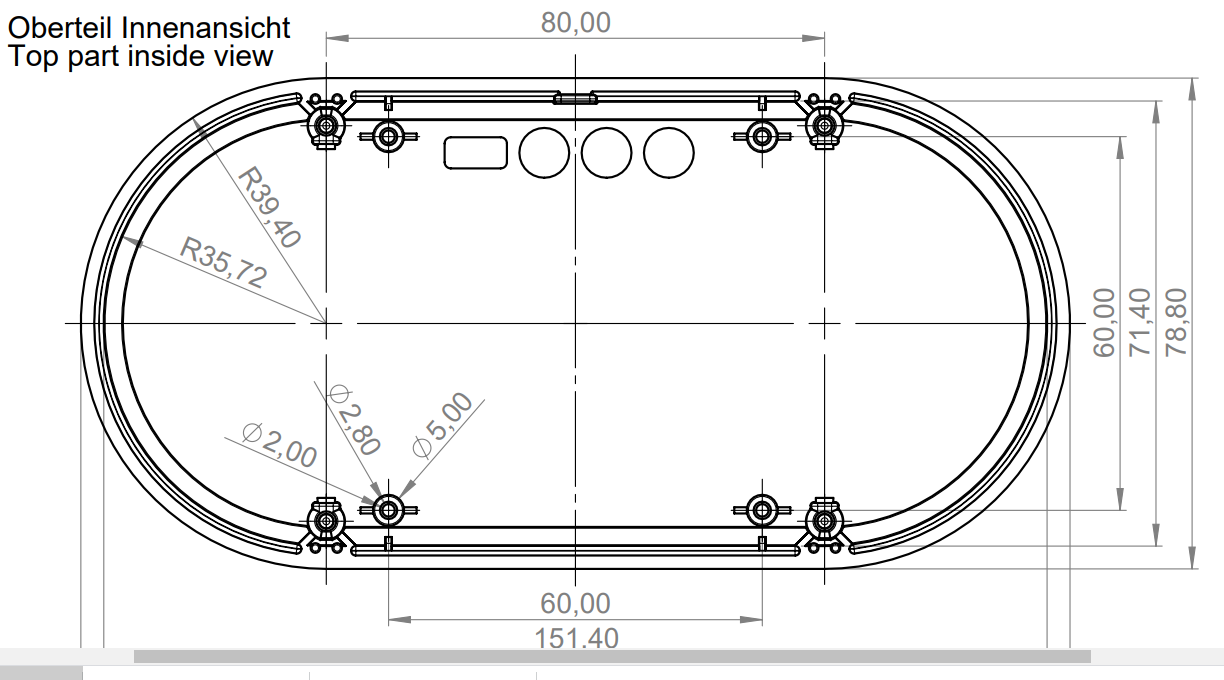 Oberteil Innenansicht
Top part inside view
80,00
R39,40
R35,72
60,00
71,40
78,80
∅2,80
∅5,00
∅2,00
60,00
151,40